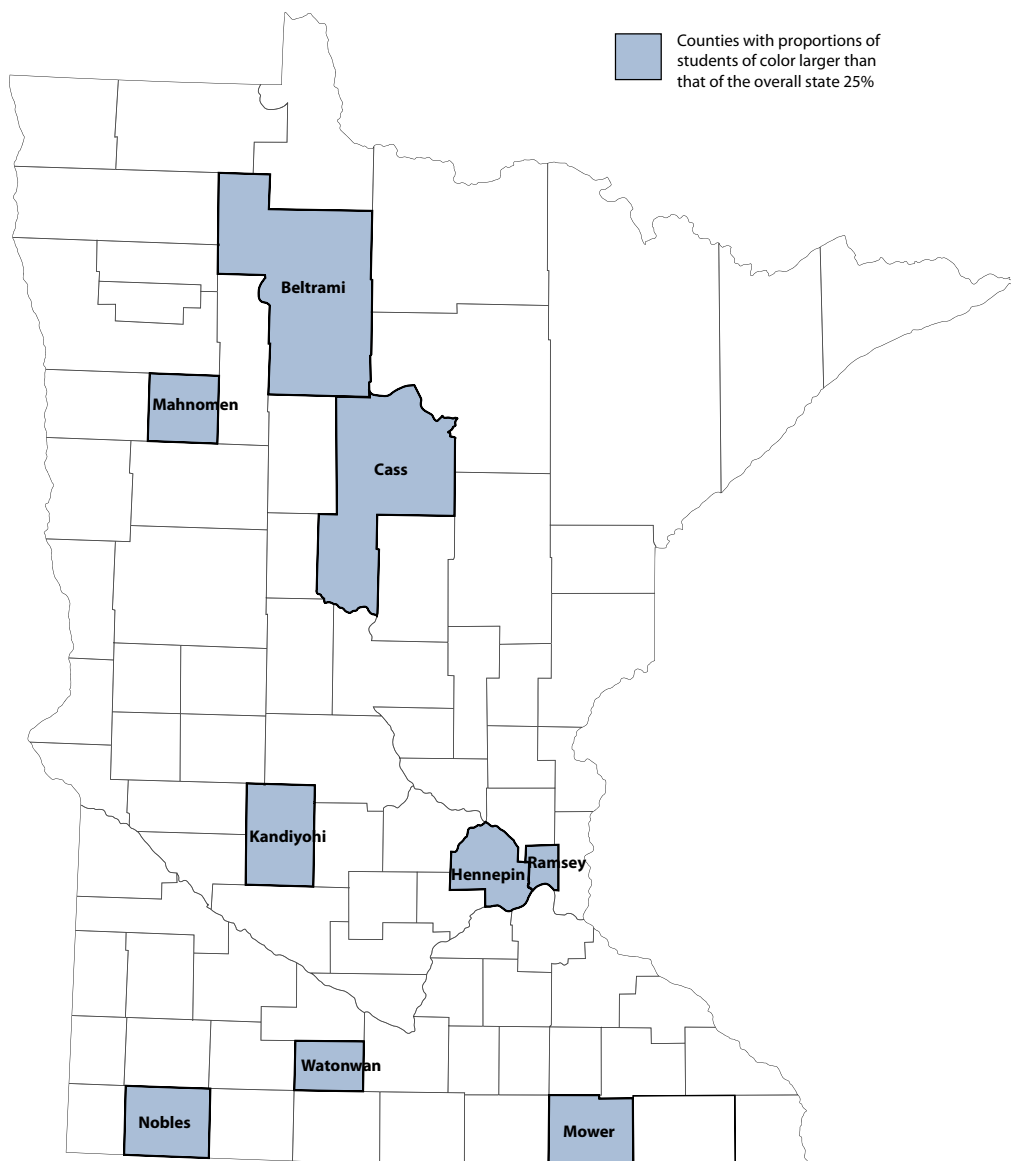 Counties with proportions of
students of color larger than
that of the overall state 25%
Beltrami
Mahnomen
Cass
Kandiyohi
Ramsey
Hennepin
Watonwan
Nobles
Mower